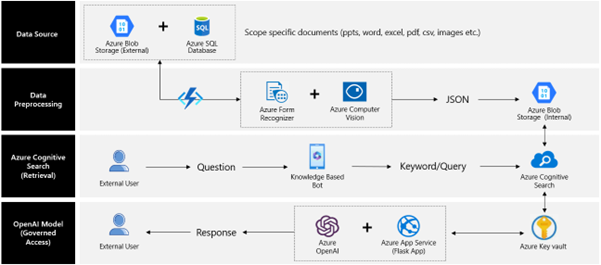 Data Source
Azure Blob
Storage (External)
+
Azure SQL
Database
Scope specific documents (ppts, word, excel, pdf, csv, images etc.)
Data
Preprocessing
Azure Form
Recognizer
+
Azure Computer
Vision
JSON
Azure Blob
Storage (Internal)
Azure Cognitive
Search
(Retrieval)
External User
Question
Knowledge Based
Bot
Keyword/Query
Azure Cognitive
Search
OpenAI Model
(Governed
Access)
External User
Response
Azure
OpenAI
+
Azure App Service
(Flask App)
Azure Key vault